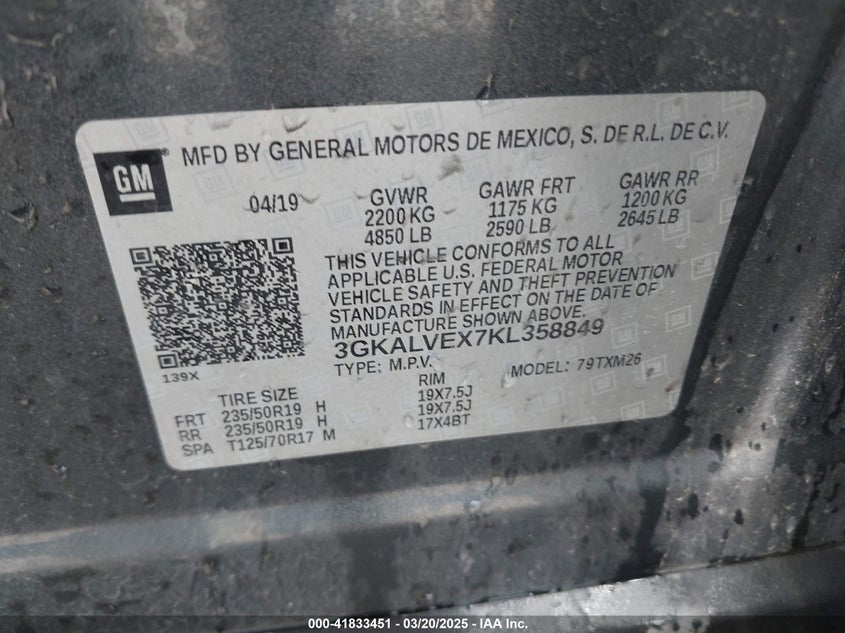 GM ® MFD BY GENERAL MOTORS DE MEXICO, S. DE R.L. DE C.V.
04/19 GVWR GAWR FRT GAWR RR
2200 KG 1175 KG 1200 KG
4850 LB 2590 LB 2645 LB
THIS VEHICLE CONFORMS TO ALL
APPLICABLE U.S. FEDERAL MOTOR
VEHICLE SAFETY AND THEFT PREVENTION
STANDARDS IN EFFECT ON THE DATE OF
MANUFACTURE SHOWN ABOVE.
3GKALVEX7KL358849
139X
TYPE: M.P.V. MODEL: 79TXM26
TIRE SIZE RIM
FRT 235/50R19 H 19X7.5J
RR 235/50R19 H 19X7.5J
SPA T125/70R17 M 17X4BT
000-41833451 - 03/20/2025 - IAA Inc.